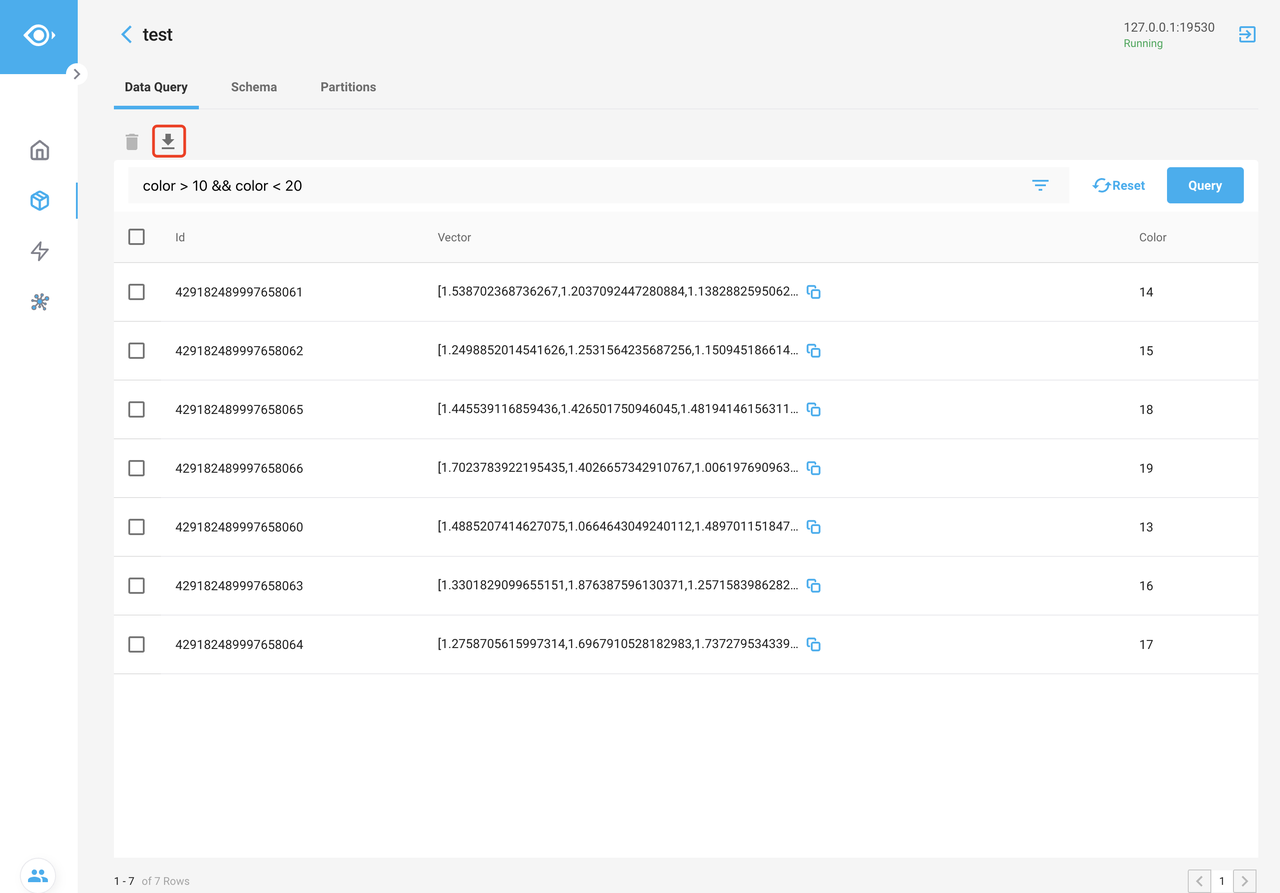 test
127.0.0.1:19530
Running
Data Query Schema Partitions
color > 10 && color < 20
Reset Query
Id Vector Color
429182489997658061 [1.538702368736267,1.2037092447280884,1.1382882595062... 14
429182489997658062 [1.2498852014541626,1.2531564235687256,1.150945186614... 15
429182489997658065 [1.445539116859436,1.426501750946045,1.48194146156311... 18
429182489997658066 [1.7023783922195435,1.4026657342910767,1.006197690963... 19
429182489997658060 [1.4885207414627075,1.0664643049240112,1.489701151847... 13
429182489997658063 [1.3301829099655151,1.876387596130371,1.2571583986282... 16
429182489997658064 [1.2758705615997314,1.6967910528182983,1.737279534339... 17
1 - 7 of 7 Rows 1